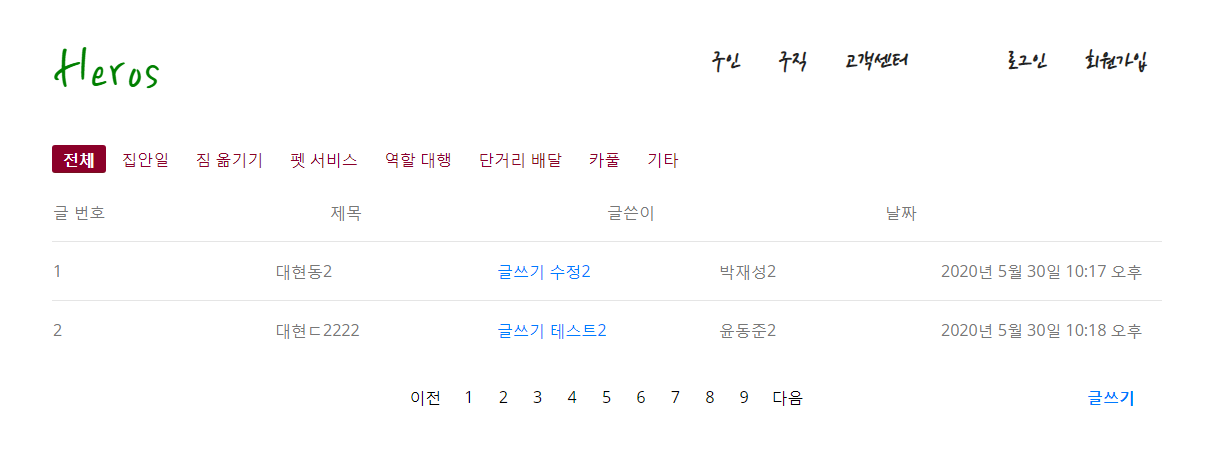 Heros 구인 구직 고객센터 로그인 회원가입
전체 집안일 짐 옮기기 펫 서비스 역할 대행 단거리 배달 카풀 기타
글 번호 제목 글쓴이 날짜
1 대현동2 글쓰기 수정2 박재성2 2020년 5월 30일 10:17 오후
2 대현ㄷ2222 글쓰기 테스트2 윤동준2 2020년 5월 30일 10:18 오후
이전 1 2 3 4 5 6 7 8 9 다음 글쓰기